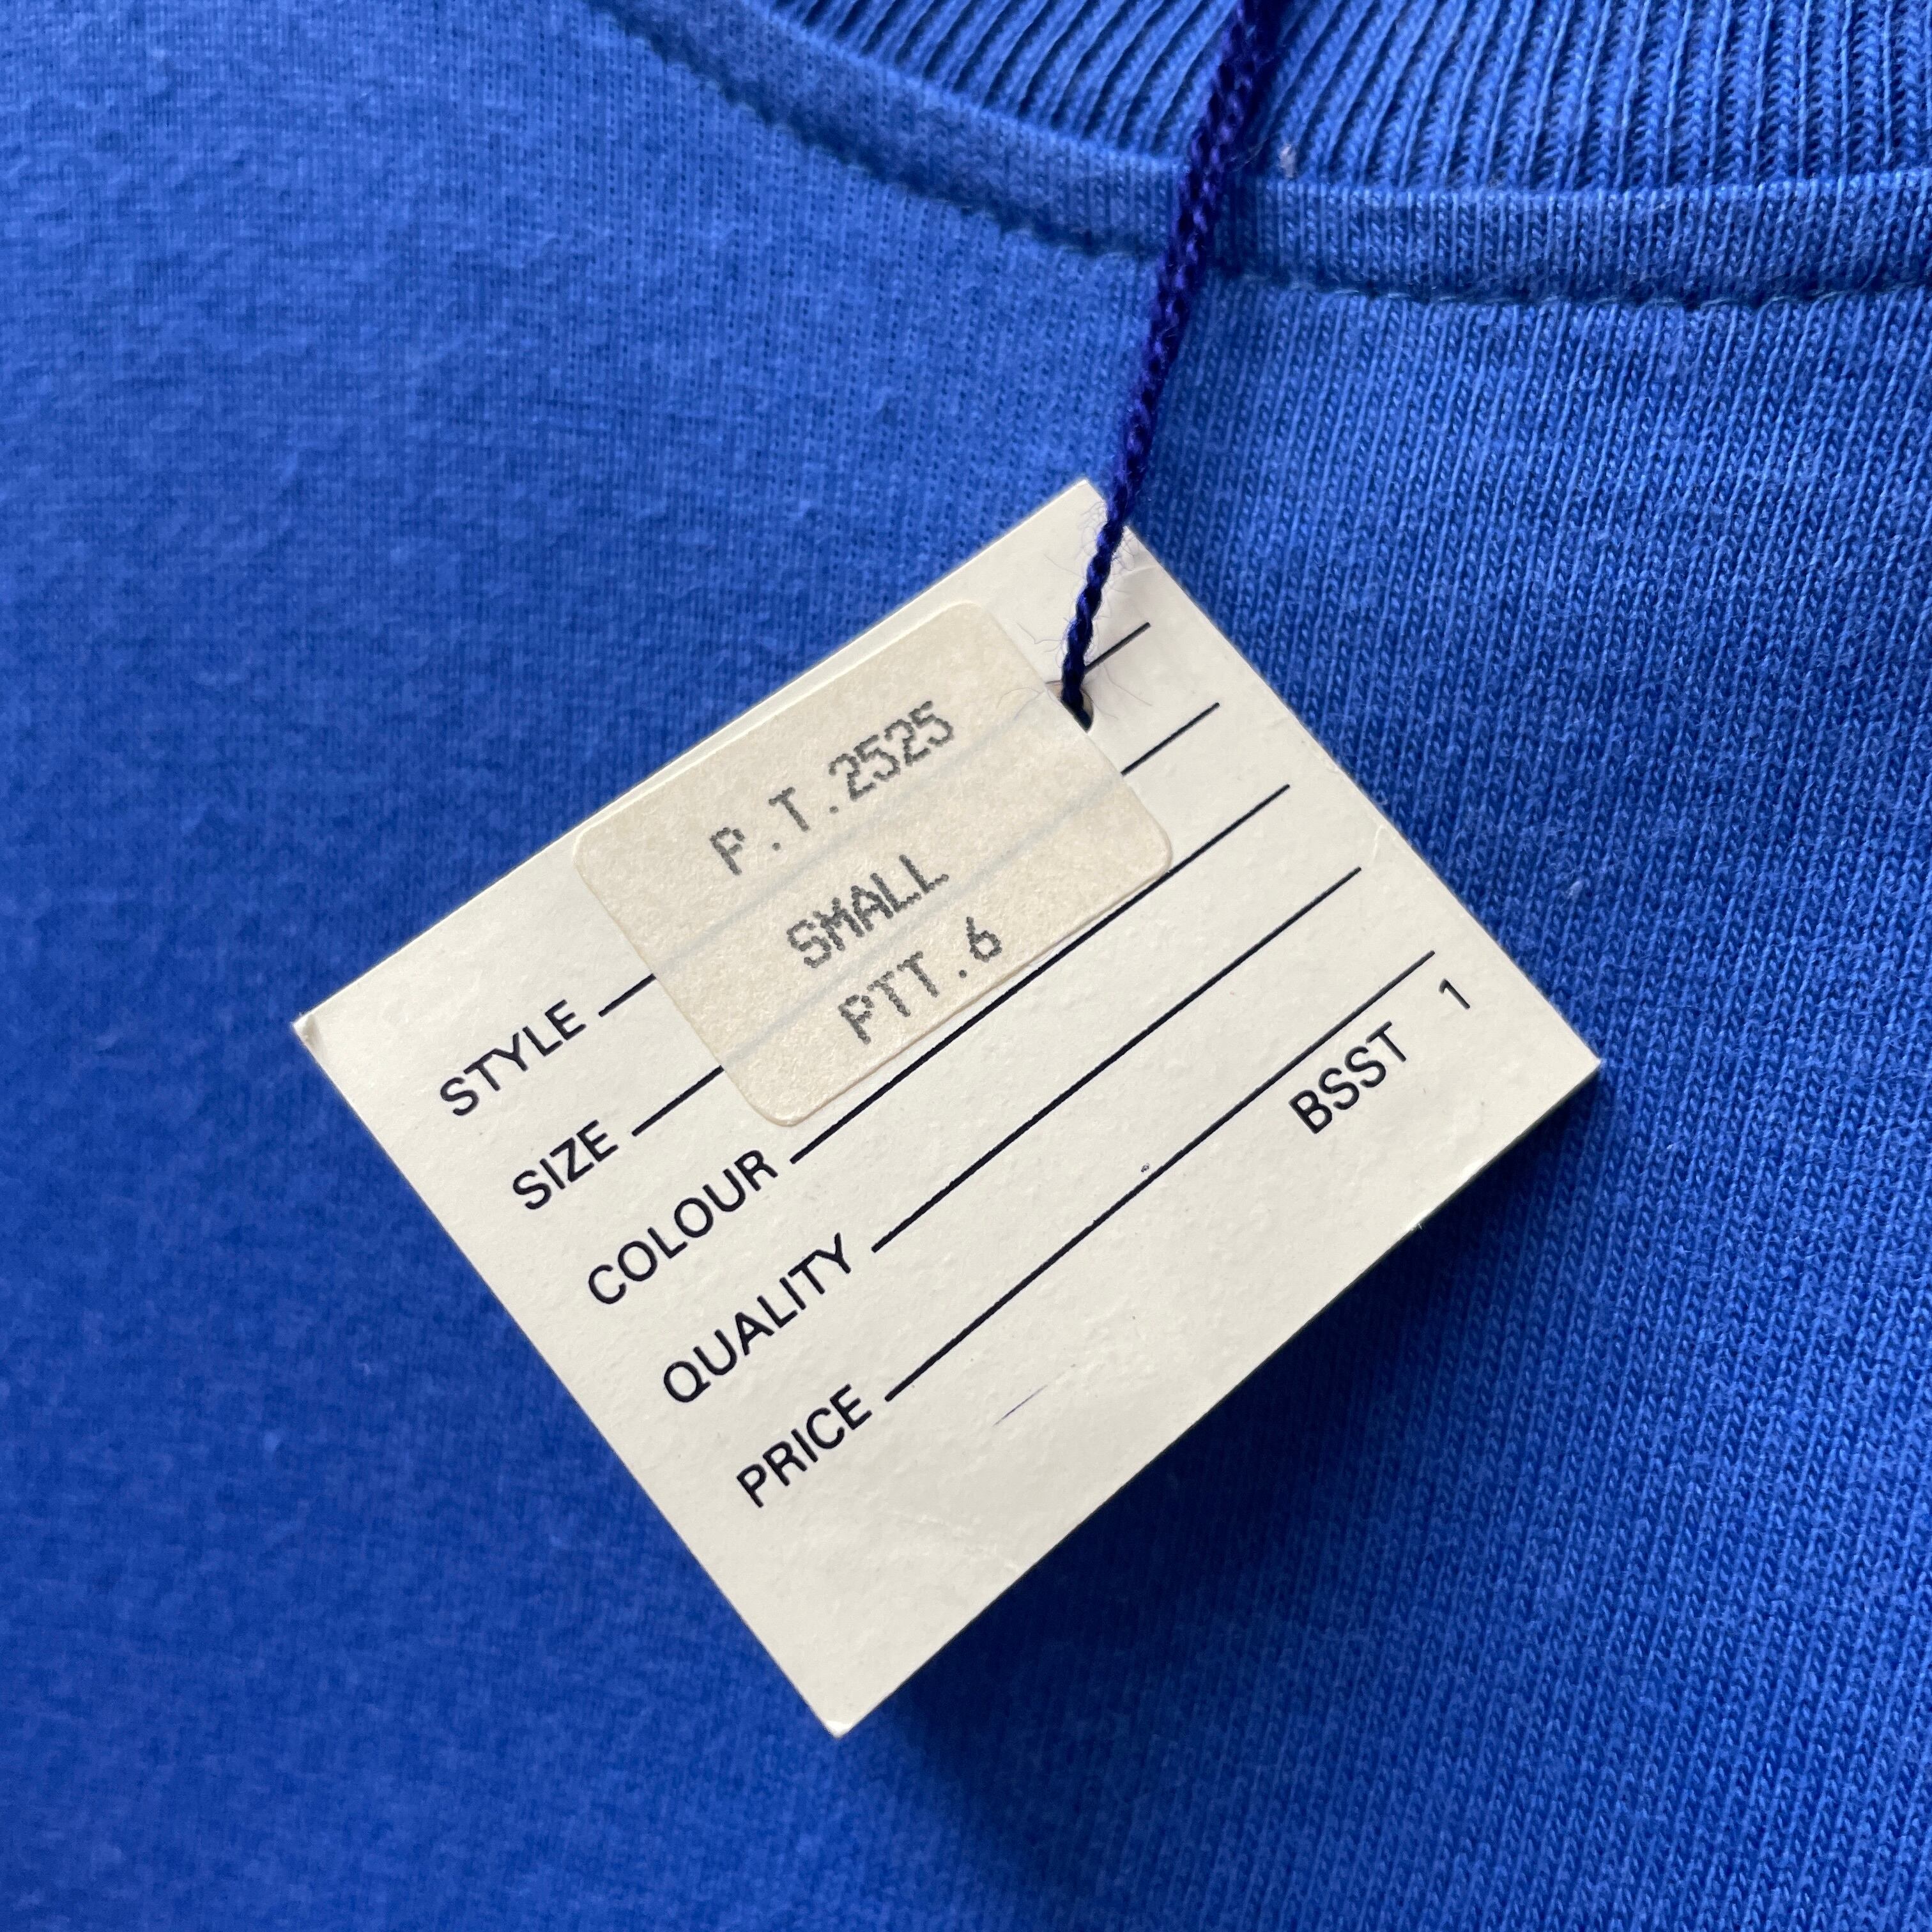 P.T.2525
SMALL
PTT.6
STYLE
SIZE
COLOUR
QUALITY
PRICE
BSST 1